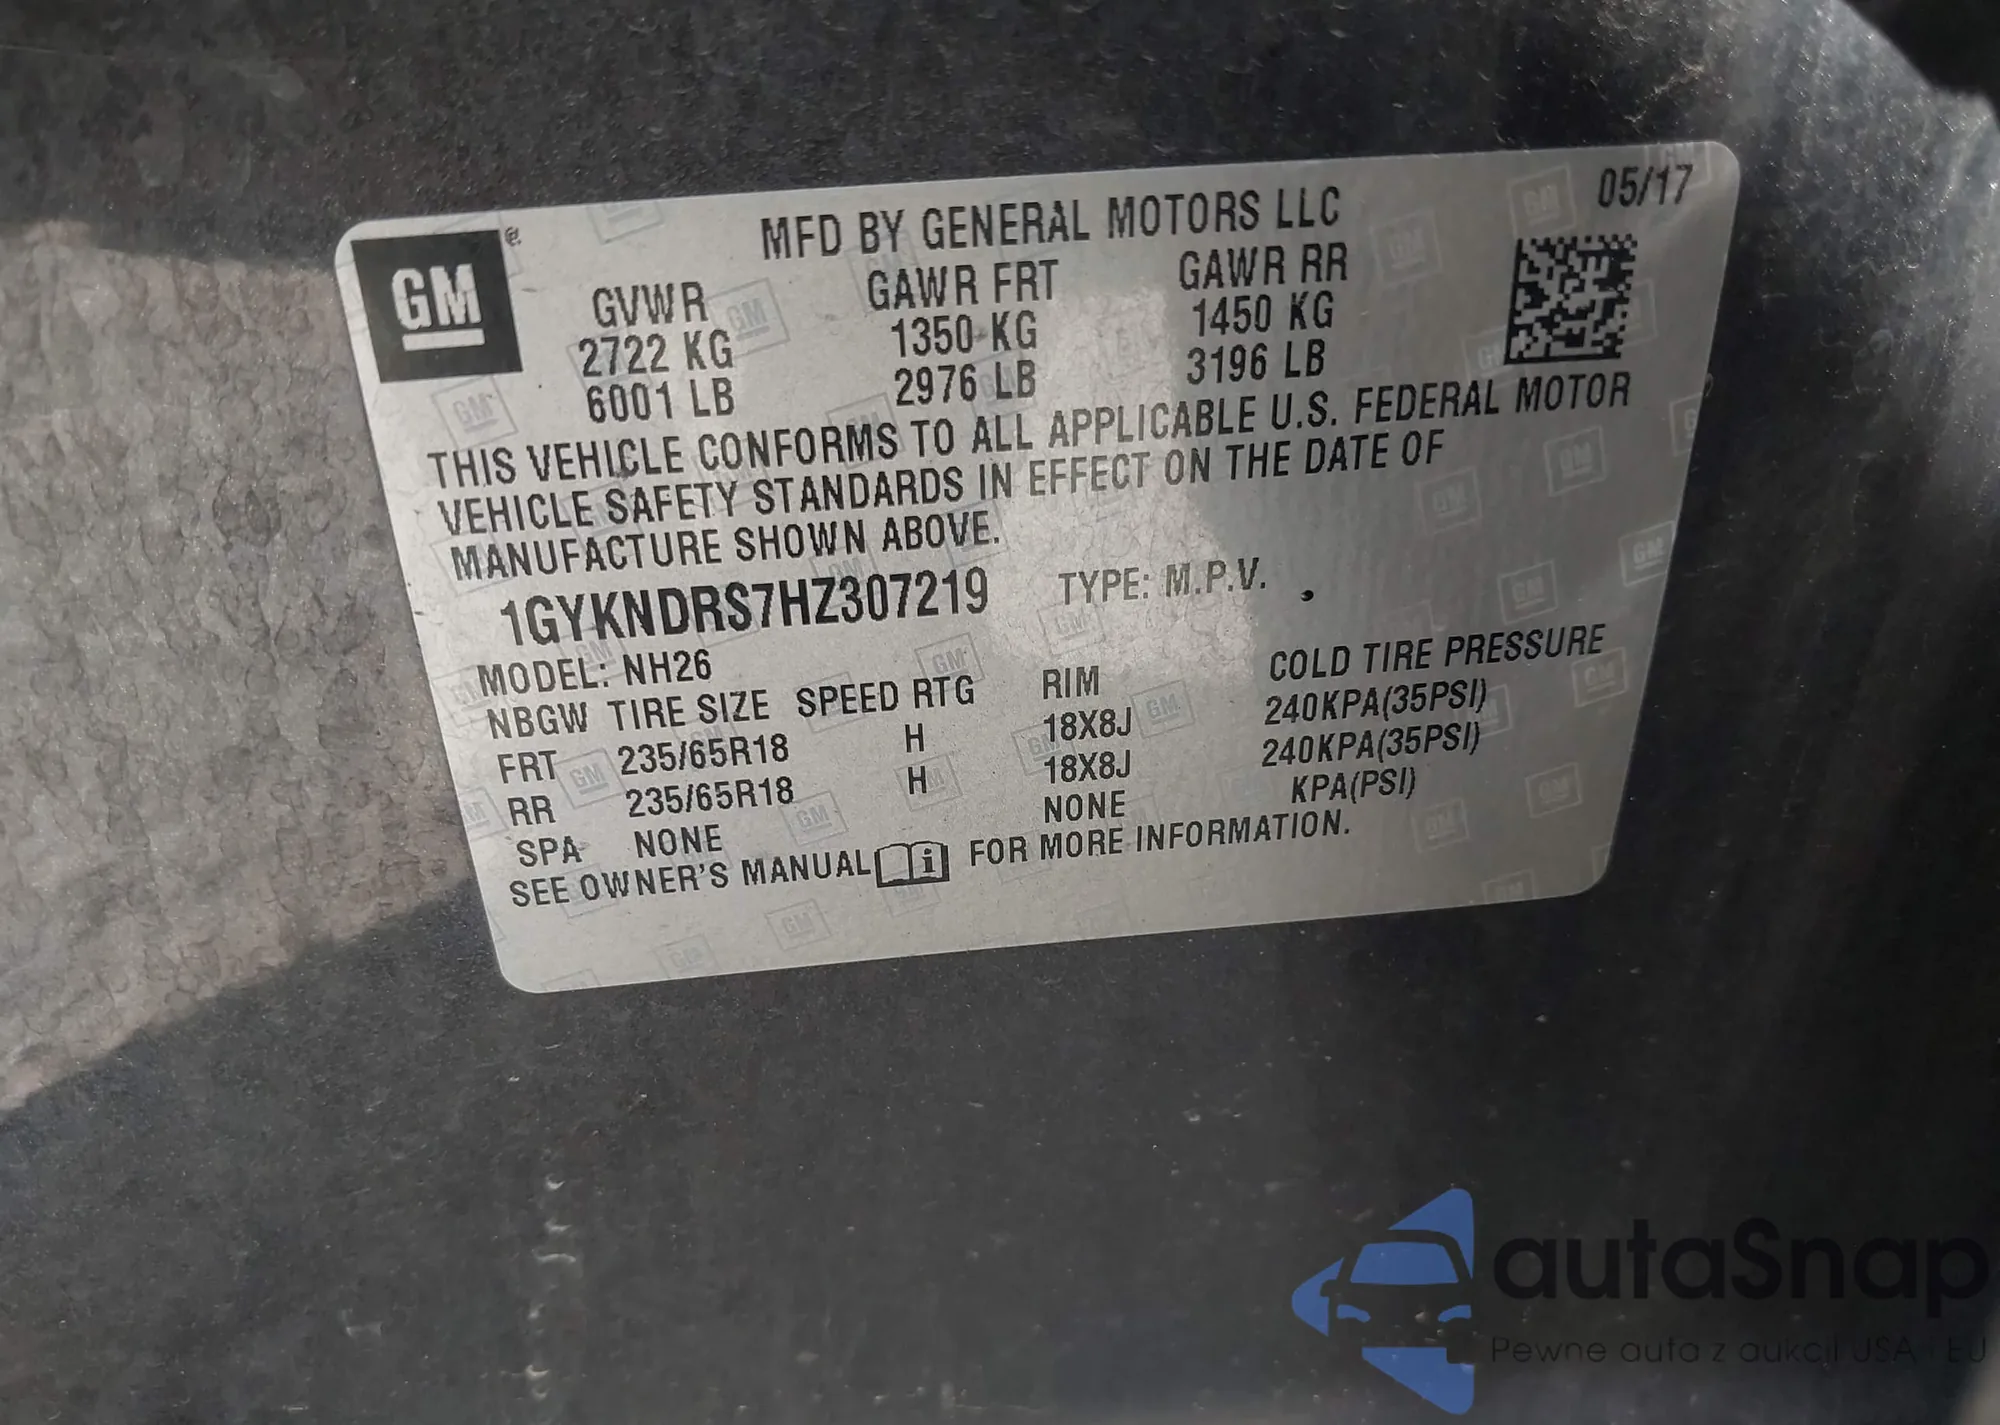 05/17
GM
MFD BY GENERAL MOTORS LLC
GVWR GAWR FRT GAWR RR
2722 KG 1350 KG 1450 KG
6001 LB 2976 LB 3196 LB
THIS VEHICLE CONFORMS TO ALL APPLICABLE U.S. FEDERAL MOTOR
VEHICLE SAFETY STANDARDS IN EFFECT ON THE DATE OF
MANUFACTURE SHOWN ABOVE.
1GYKNDRS7HZ307219 TYPE: M.P.V.
MODEL: NH26
NBGW TIRE SIZE SPEED RTG RIM COLD TIRE PRESSURE
FRT 235/65R18 H 18X8J 240KPA(35PSI)
RR 235/65R18 H 18X8J 240KPA(35PSI)
SPA NONE NONE KPA(PSI)
SEE OWNER'S MANUAL FOR MORE INFORMATION.
autaSnap
Pewne auta z aukcji USA - EU